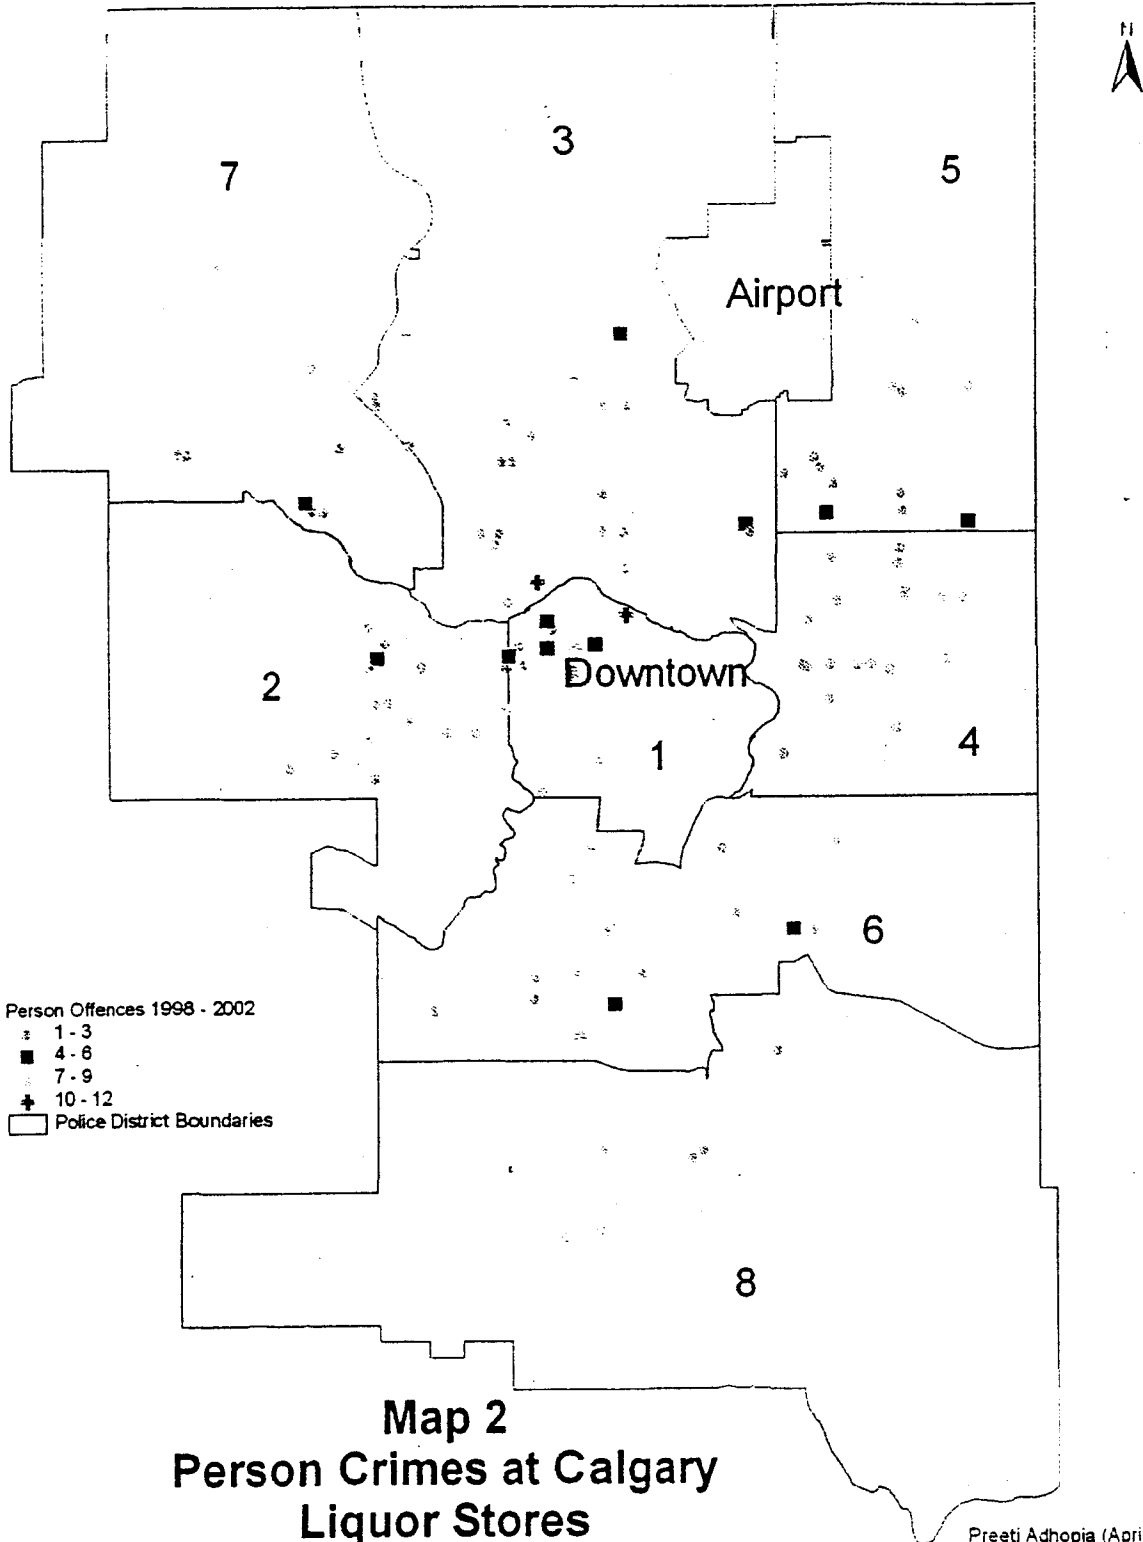 N
3
7
5
Airport
Downtown
2
1
4
6
Person Offences 1998 - 2002
1 - 3
4 - 6
7 - 9
10 - 12
Police District Boundaries
8
Map 2
Person Crimes at Calgary
Liquor Stores
Preeti Adhopia (Apri